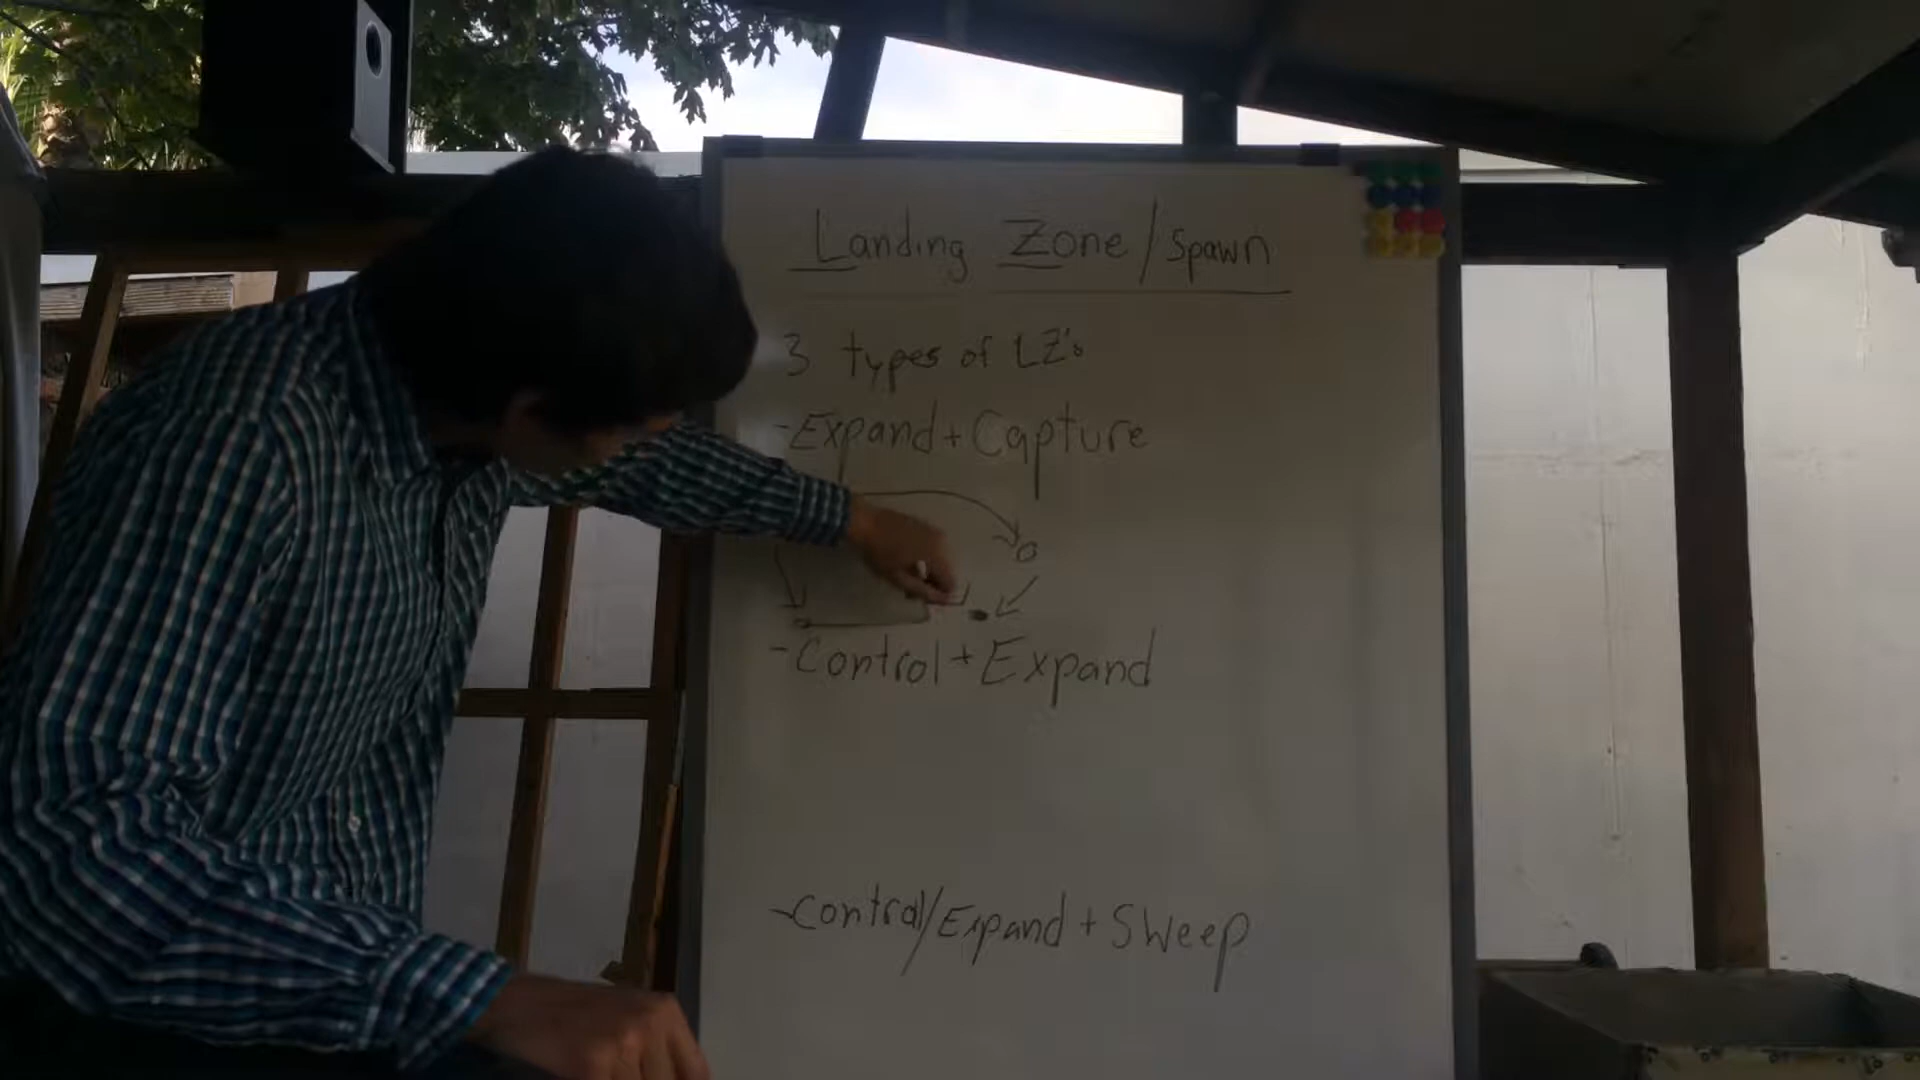 Landing Zone/Spawn
3 types of LZ's
-Expand+Capture
-Control+Expand
-Control/Expand+Sweep